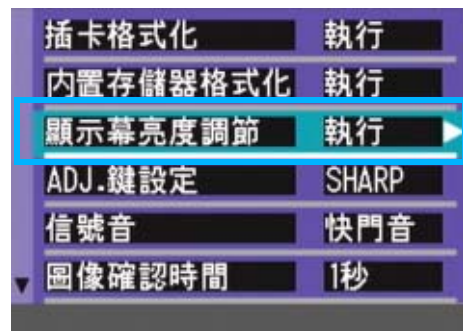 插卡格式化 執行
内置存儲器格式化 執行
顯示幕亮度調節 執行
ADJ.鍵設定 SHARP
信號音 快門音
圖像確認時間 1秒